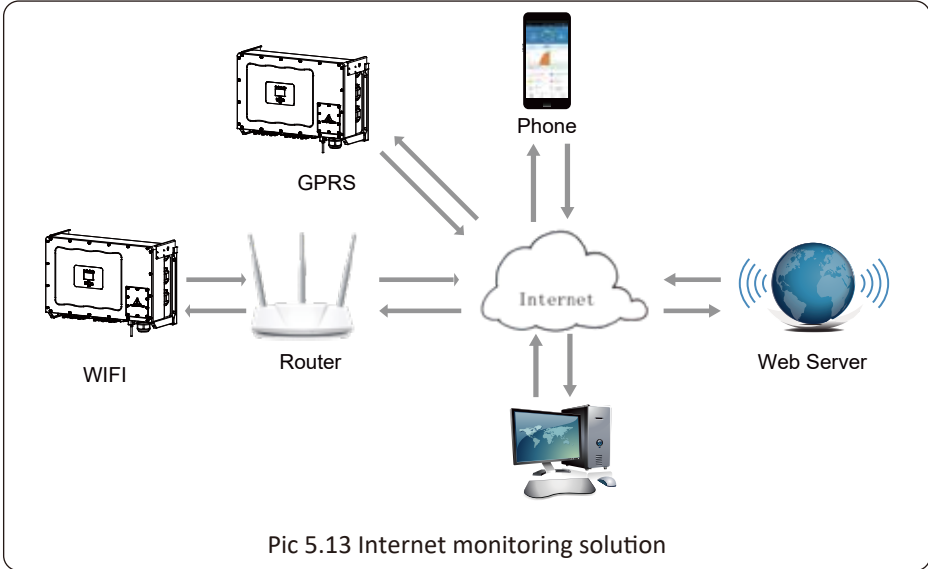 Phone
GPRS
Internet
WIFI
Router
Web Server
Pic 5.13 Internet monitoring solution